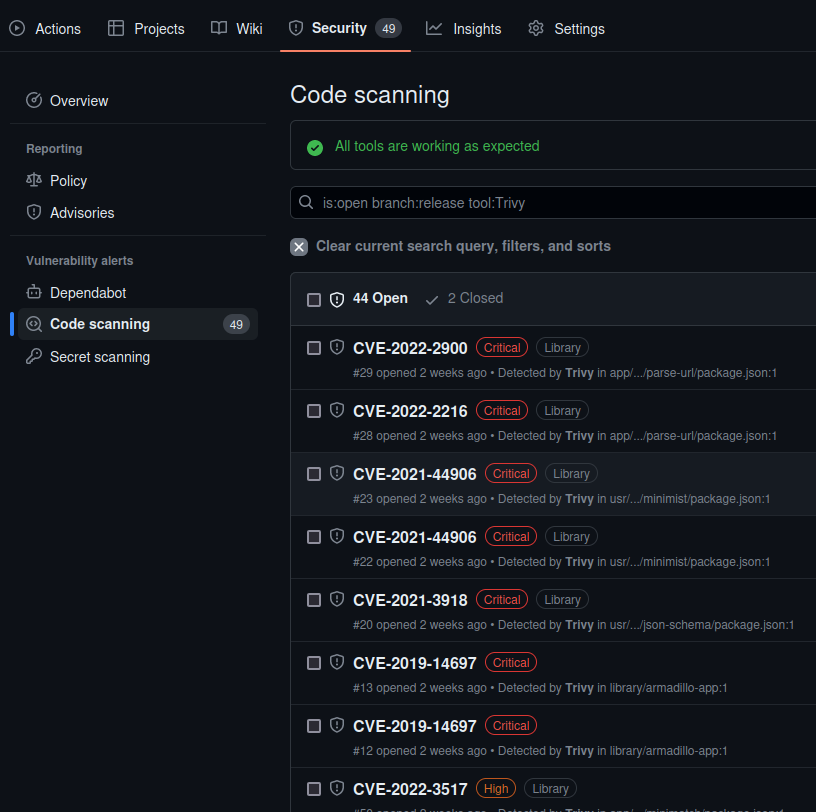 Actions Projects Wiki Security 49 Insights Settings
Overview
Reporting
Policy
Advisories
Vulnerability alerts
Dependabot
Code scanning 49
Secret scanning
Code scanning
All tools are working as expected
is:open branch:release tool:Trivy
Clear current search query, filters, and sorts
44 Open 2 Closed
CVE-2022-2900 Critical Library
#29 opened 2 weeks ago • Detected by Trivy in app/.../parse-url/package.json:1
CVE-2022-2216 Critical Library
#28 opened 2 weeks ago • Detected by Trivy in app/.../parse-url/package.json:1
CVE-2021-44906 Critical Library
#23 opened 2 weeks ago • Detected by Trivy in usr/.../minimist/package.json:1
CVE-2021-44906 Critical Library
#22 opened 2 weeks ago • Detected by Trivy in usr/.../minimist/package.json:1
CVE-2021-3918 Critical Library
#20 opened 2 weeks ago • Detected by Trivy in usr/.../json-schema/package.json:1
CVE-2019-14697 Critical
#13 opened 2 weeks ago • Detected by Trivy in library/armadillo-app:1
CVE-2019-14697 Critical
#12 opened 2 weeks ago • Detected by Trivy in library/armadillo-app:1
CVE-2022-3517 High Library
opened 2 weeks ago • Detected by Trivy in